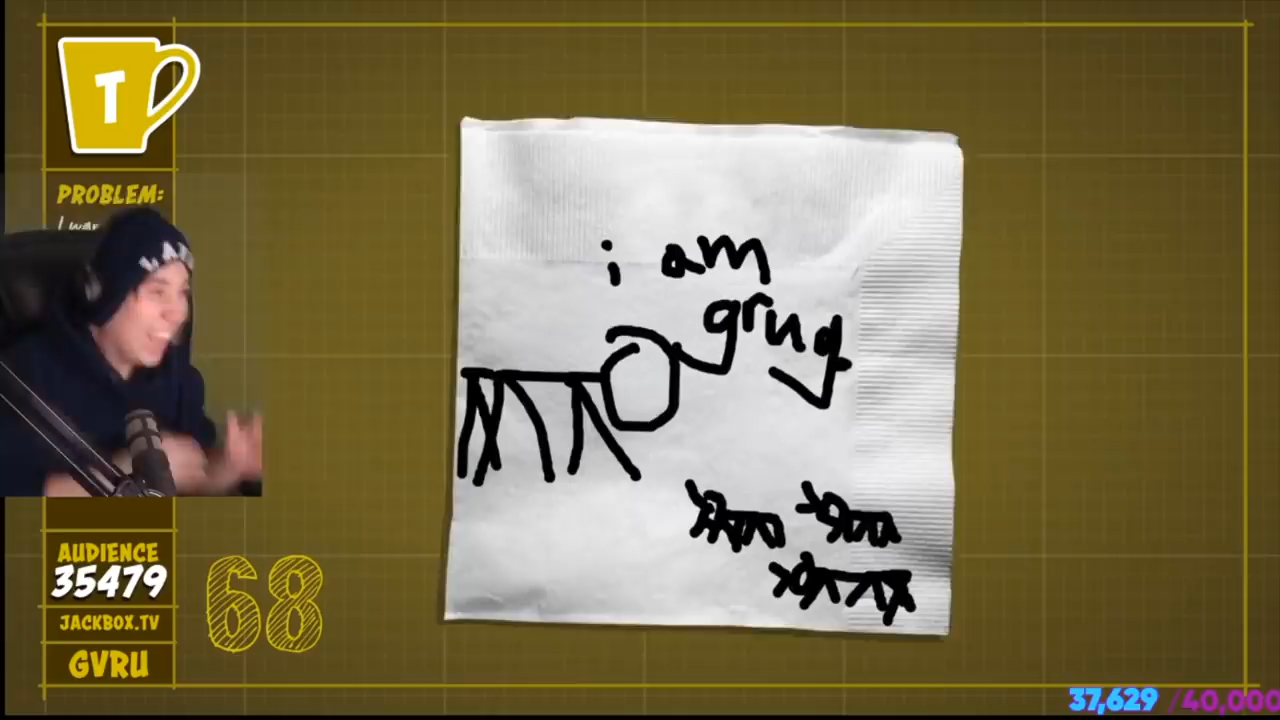 T
PROBLEM:
i am
grug
AUDIENCE
35479
JACKBOX.TV
GVRU
68
37,629 /40,000